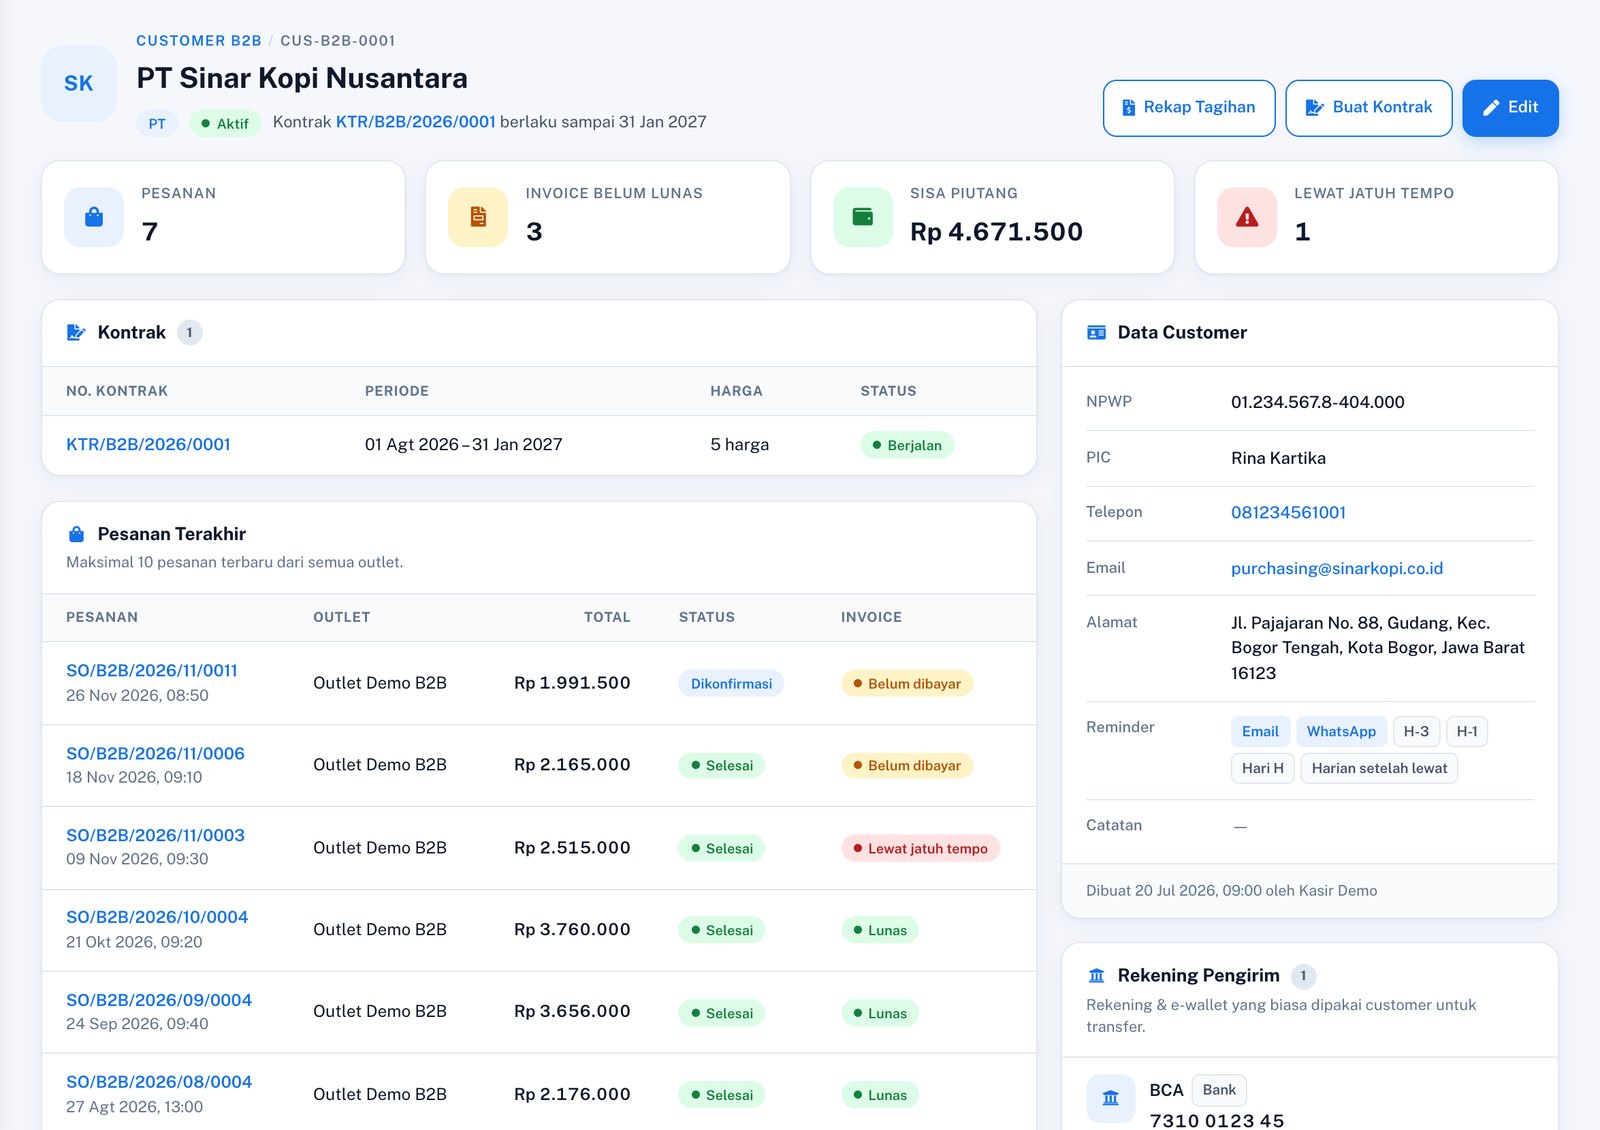 CUSTOMER B2B / CUS-B2B-0001
SK
PT Sinar Kopi Nusantara
PT
Aktif
Kontrak KTR/B2B/2026/0001 berlaku sampai 31 Jan 2027
Rekap Tagihan
Buat Kontrak
Edit
PESANAN
7
INVOICE BELUM LUNAS
3
SISA PIUTANG
Rp 4.671.500
LEWAT JATUH TEMPO
1
Kontrak 1
NO. KONTRAK PERIODE HARGA STATUS
KTR/B2B/2026/0001 01 Agt 2026 – 31 Jan 2027 5 harga Berjalan
Pesanan Terakhir
Maksimal 10 pesanan terbaru dari semua outlet.
PESANAN OUTLET TOTAL STATUS INVOICE
SO/B2B/2026/11/0011
26 Nov 2026, 08:50
Outlet Demo B2B Rp 1.991.500 Dikonfirmasi Belum dibayar
SO/B2B/2026/11/0006
18 Nov 2026, 09:10
Outlet Demo B2B Rp 2.165.000 Selesai Belum dibayar
SO/B2B/2026/11/0003
09 Nov 2026, 09:30
Outlet Demo B2B Rp 2.515.000 Selesai Lewat jatuh tempo
SO/B2B/2026/10/0004
21 Okt 2026, 09:20
Outlet Demo B2B Rp 3.760.000 Selesai Lunas
SO/B2B/2026/09/0004
24 Sep 2026, 09:40
Outlet Demo B2B Rp 3.656.000 Selesai Lunas
SO/B2B/2026/08/0004
27 Agt 2026, 13:00
Outlet Demo B2B Rp 2.176.000 Selesai Lunas
Data Customer
NPWP 01.234.567.8-404.000
PIC Rina Kartika
Telepon 081234561001
Email purchasing@sinarkopi.co.id
Alamat Jl. Pajajaran No. 88, Gudang, Kec.
Bogor Tengah, Kota Bogor, Jawa Barat
16123
Reminder Email WhatsApp H-3 H-1
Hari H Harian setelah lewat
Catatan —
Dibuat 20 Jul 2026, 09:00 oleh Kasir Demo
Rekening Pengirim 1
Rekening & e-wallet yang biasa dipakai customer untuk
transfer.
BCA Bank
7310 0123 45